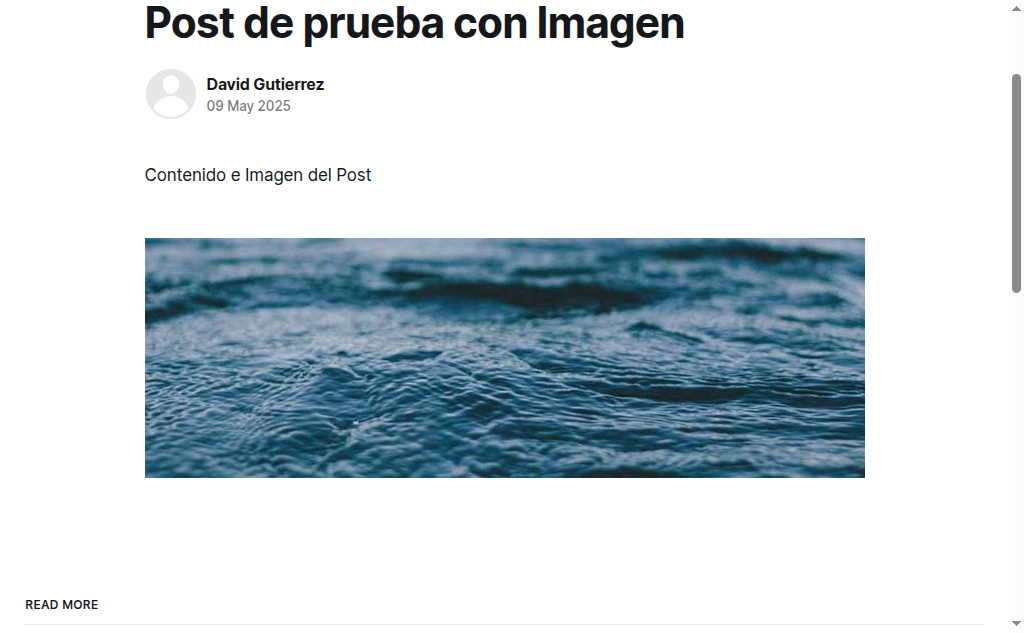 Post de prueba con Imagen
David Gutierrez
09 May 2025
Contenido e Imagen del Post
READ MORE